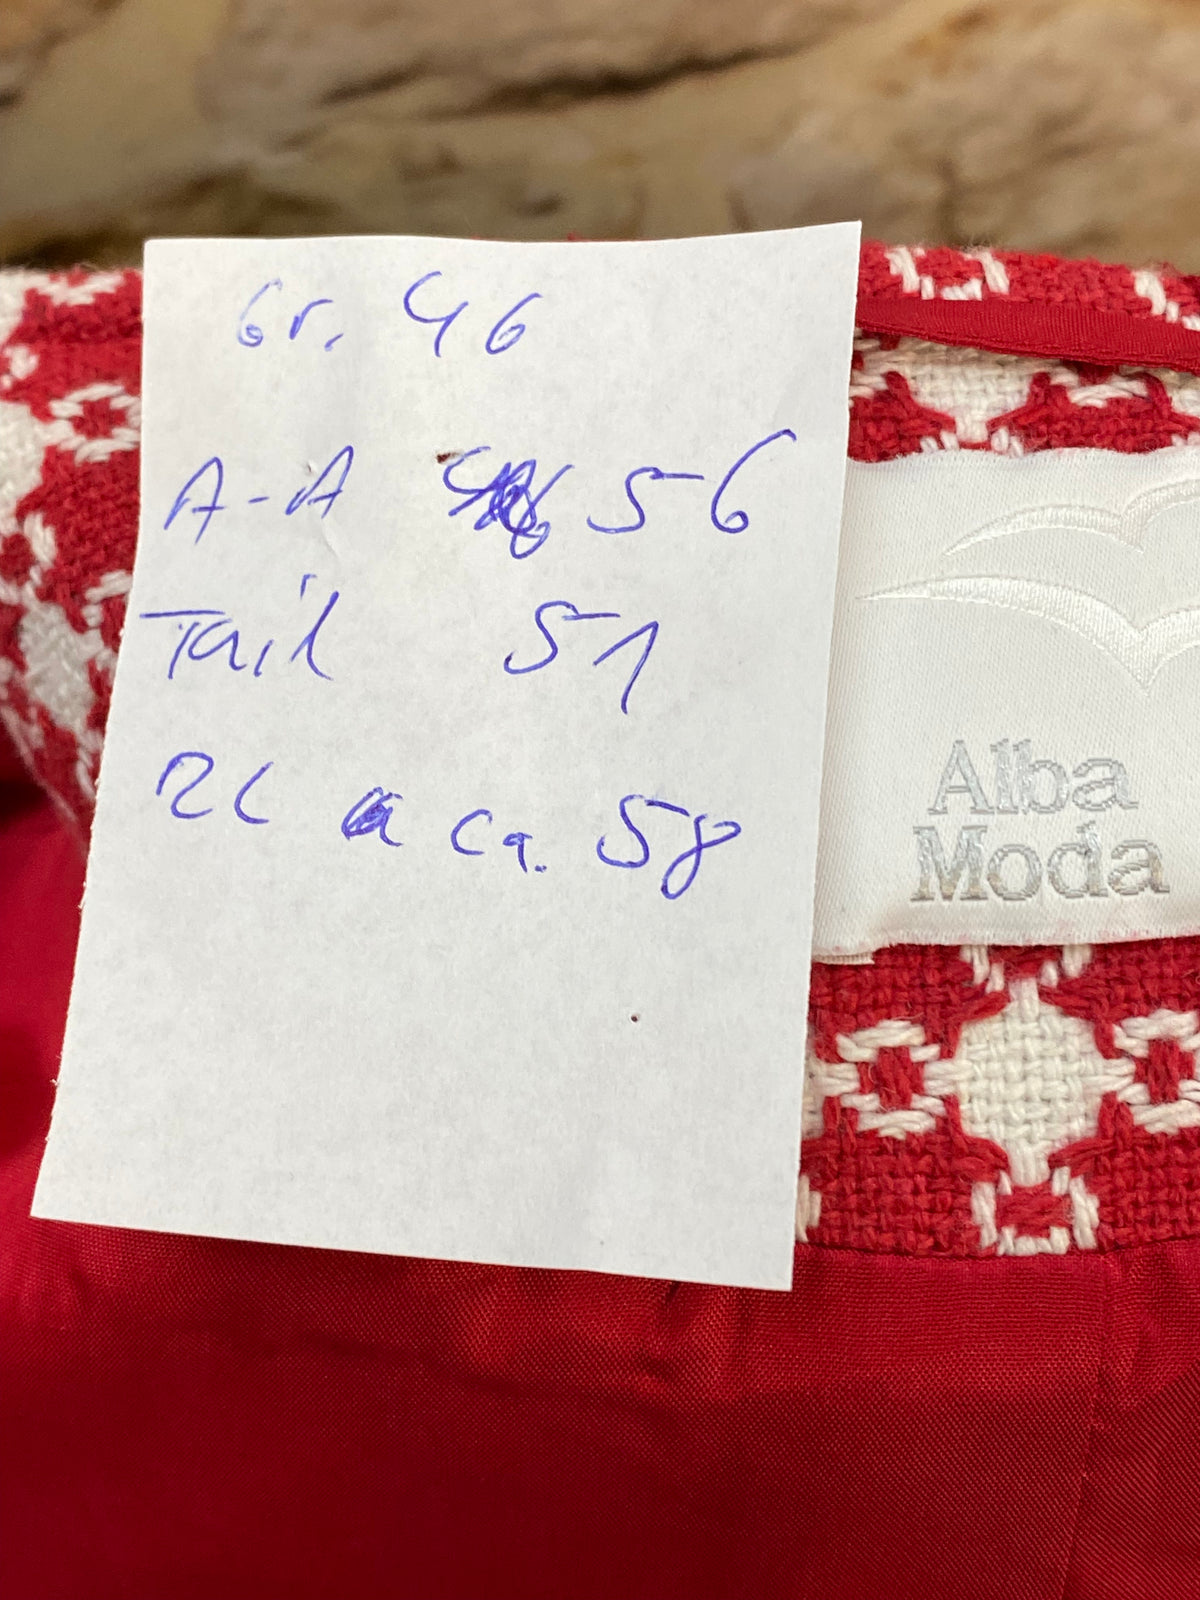 Gr. 46
A-A 56
Tail 51
RL ca. 58
Alba
Moda